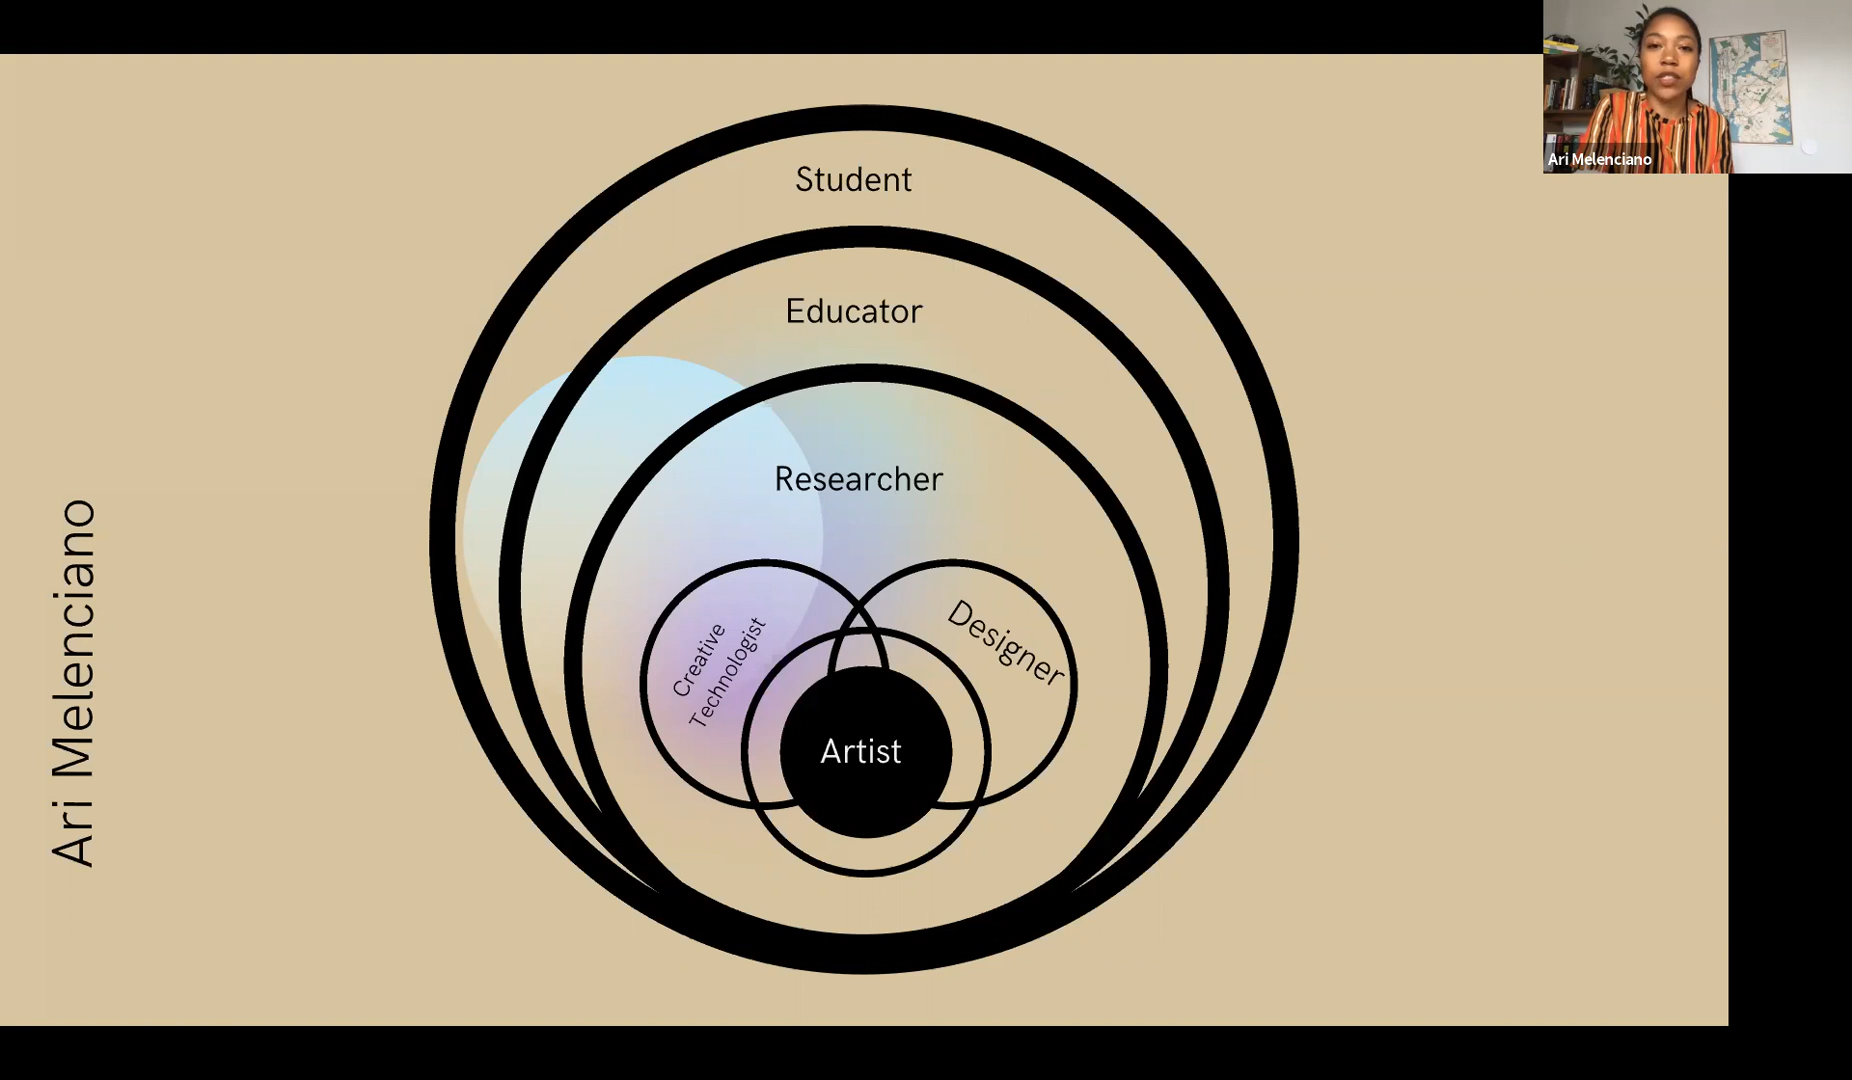 Ari Melenciano
Student
Educator
Researcher
Creative
Technologist
Designer
Artist
Ari Melenciano